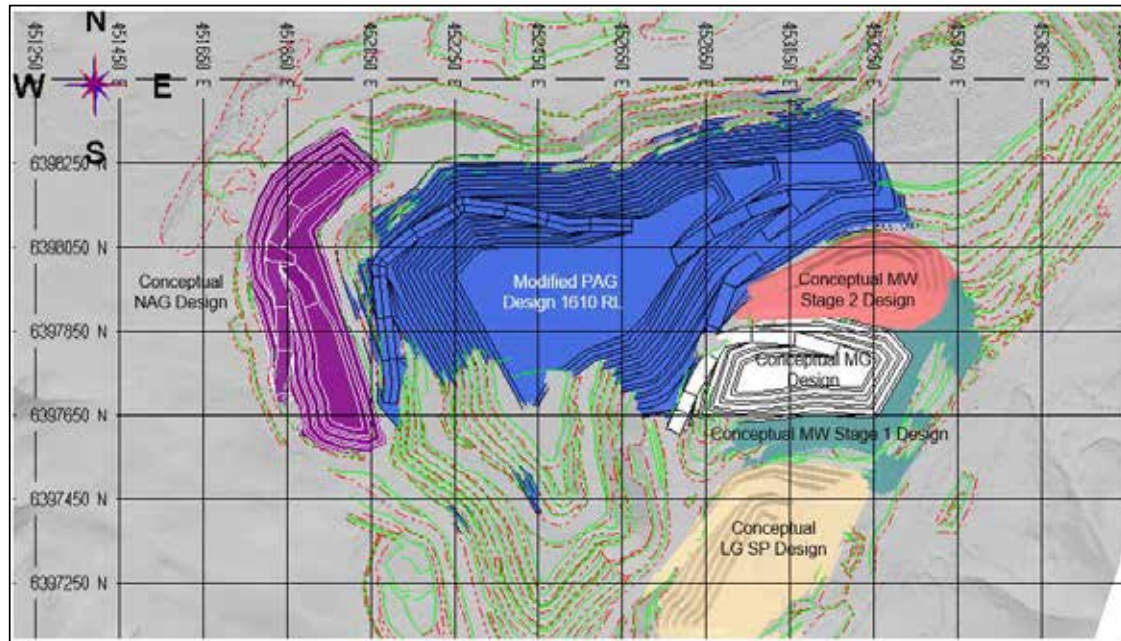 N
W
E
S
451250 E
451450 E
451650 E
451850 E
452050 E
452250 E
452450 E
452650 E
452850 E
453050 E
453250 E
453450 E
453650 E
6398250 N
6398050 N
6397850 N
6397650 N
6397450 N
6397250 N
Conceptual
NAG Design
Modified PAG
Design 1610 RL
Conceptual MW
Stage 2 Design
Conceptual MG
Design
Conceptual MW Stage 1 Design
Conceptual
LG SP Design